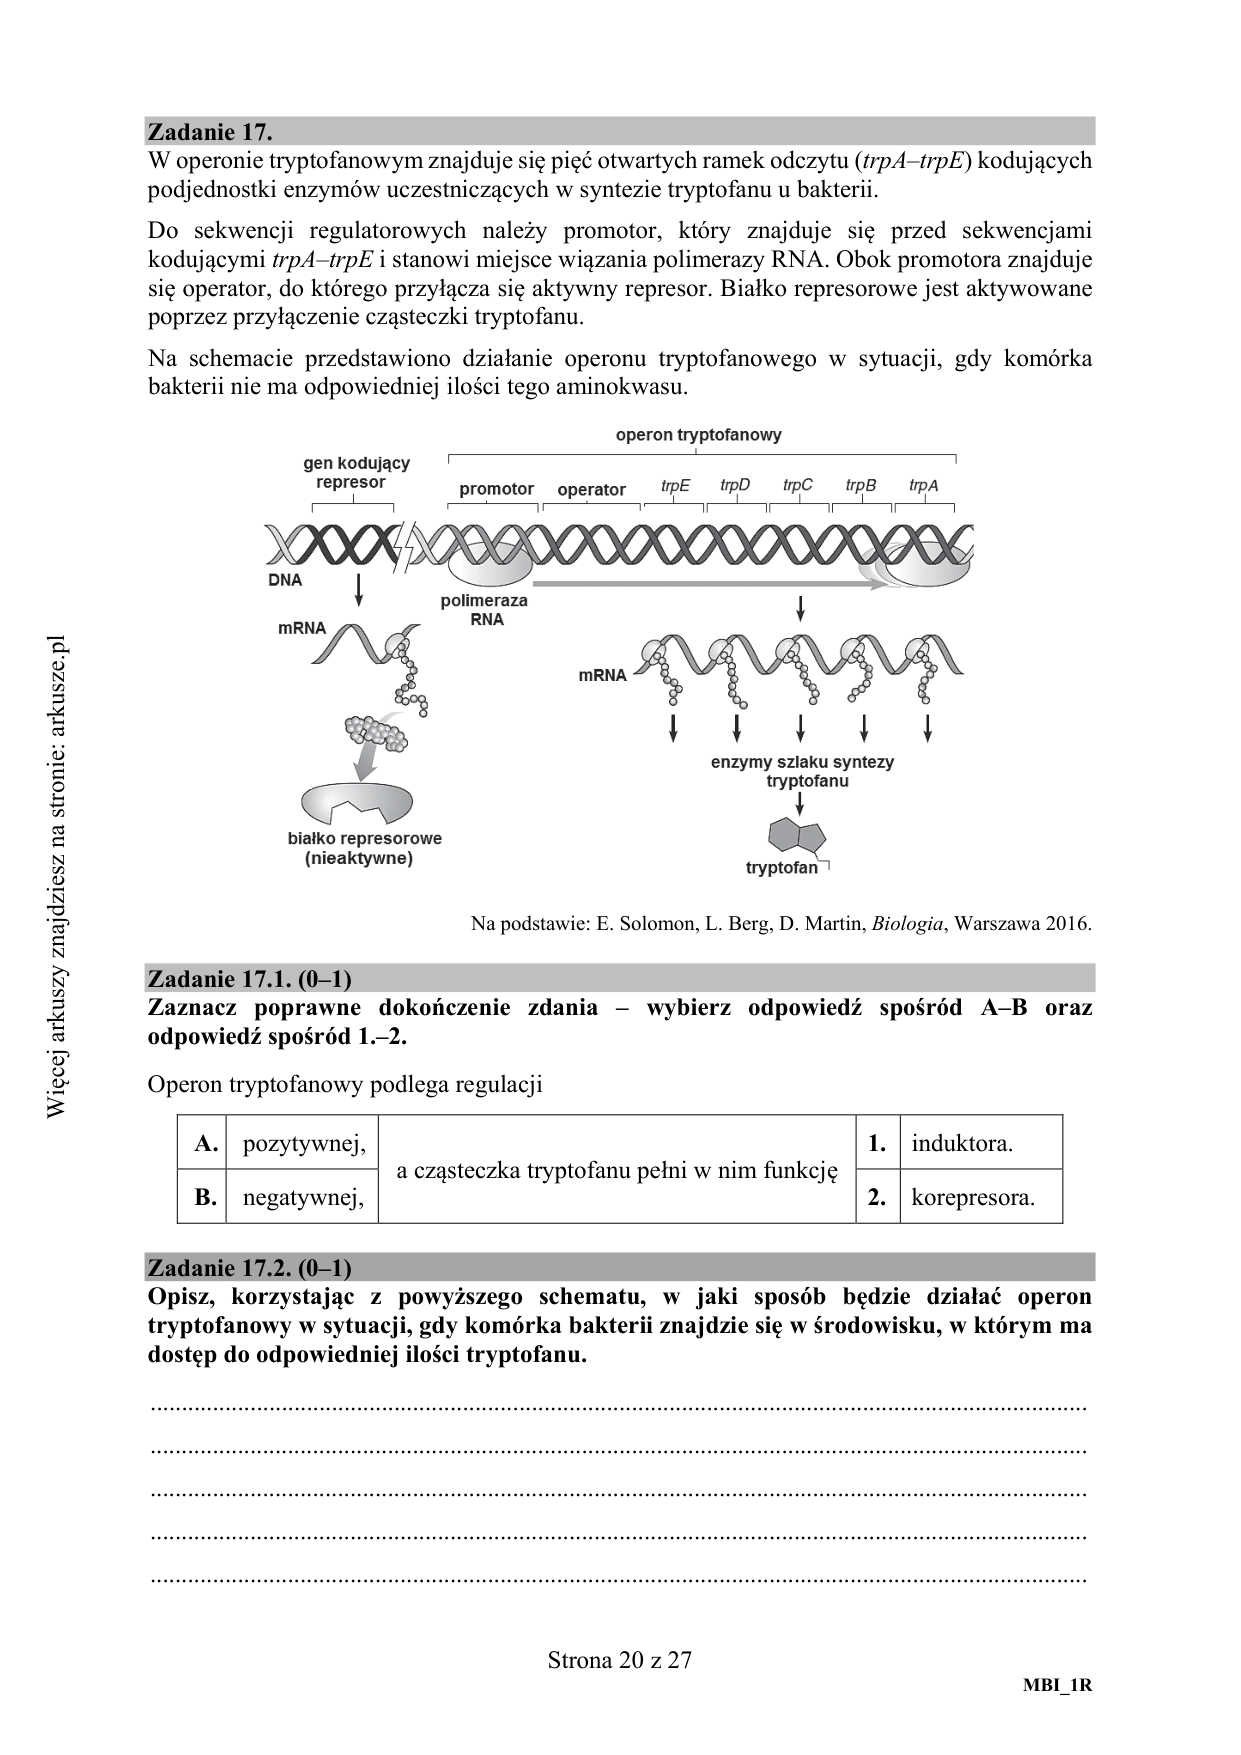 Zadanie 17.
W operonie tryptofanowym znajduje się pięć otwartych ramek odczytu (trpA–trpE) kodujących
podjednostki enzymów uczestniczących w syntezie tryptofanu u bakterii.
Do sekwencji regulatorowych należy promotor, który znajduje się przed sekwencjami
kodującymi trpA–trpE i stanowi miejsce wiązania polimerazy RNA. Obok promotora znajduje
się operator, do którego przyłącza się aktywny represor. Białko represorowe jest aktywowane
poprzez przyłączenie cząsteczki tryptofanu.
Na schemacie przedstawiono działanie operonu tryptofanowego w sytuacji, gdy komórka
bakterii nie ma odpowiedniej ilości tego aminokwasu.
operon tryptofanowy
gen kodujący
represor
promotor operator trpE trpD trpC trpB trpA
DNA
polimeraza
RNA
mRNA
mRNA
enzymy szlaku syntezy
tryptofanu
białko represorowe
(nieaktywne)
tryptofan
Na podstawie: E. Solomon, L. Berg, D. Martin, Biologia, Warszawa 2016.
Zadanie 17.1. (0–1)
Zaznacz poprawne dokończenie zdania – wybierz odpowiedź spośród A–B oraz
odpowiedź spośród 1.–2.
Operon tryptofanowy podlega regulacji
A. pozytywnej,
a cząsteczka tryptofanu pełni w nim funkcję
1. induktora.
B. negatywnej,
2. korepresora.
Zadanie 17.2. (0–1)
Opisz, korzystając z powyższego schematu, w jaki sposób będzie działać operon
tryptofanowy w sytuacji, gdy komórka bakterii znajdzie się w środowisku, w którym ma
dostęp do odpowiedniej ilości tryptofanu.
Strona 20 z 27
MBI_1R
Więcej arkuszy znajdziesz na stronie: arkusze.pl